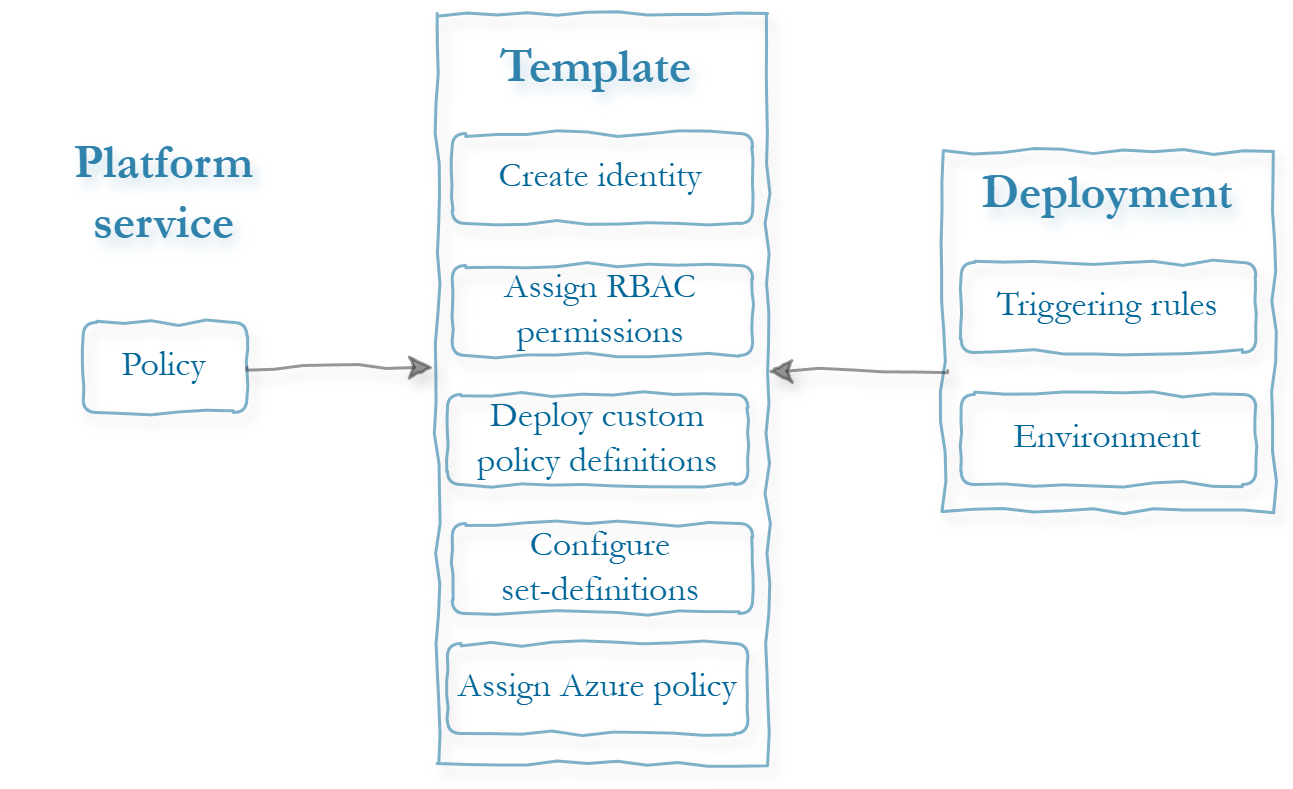 Platform
service
Policy
Template
Create identity
Assign RBAC
permissions
Deploy custom
policy definitions
Configure
set-definitions
Assign Azure policy
Deployment
Triggering rules
Environment